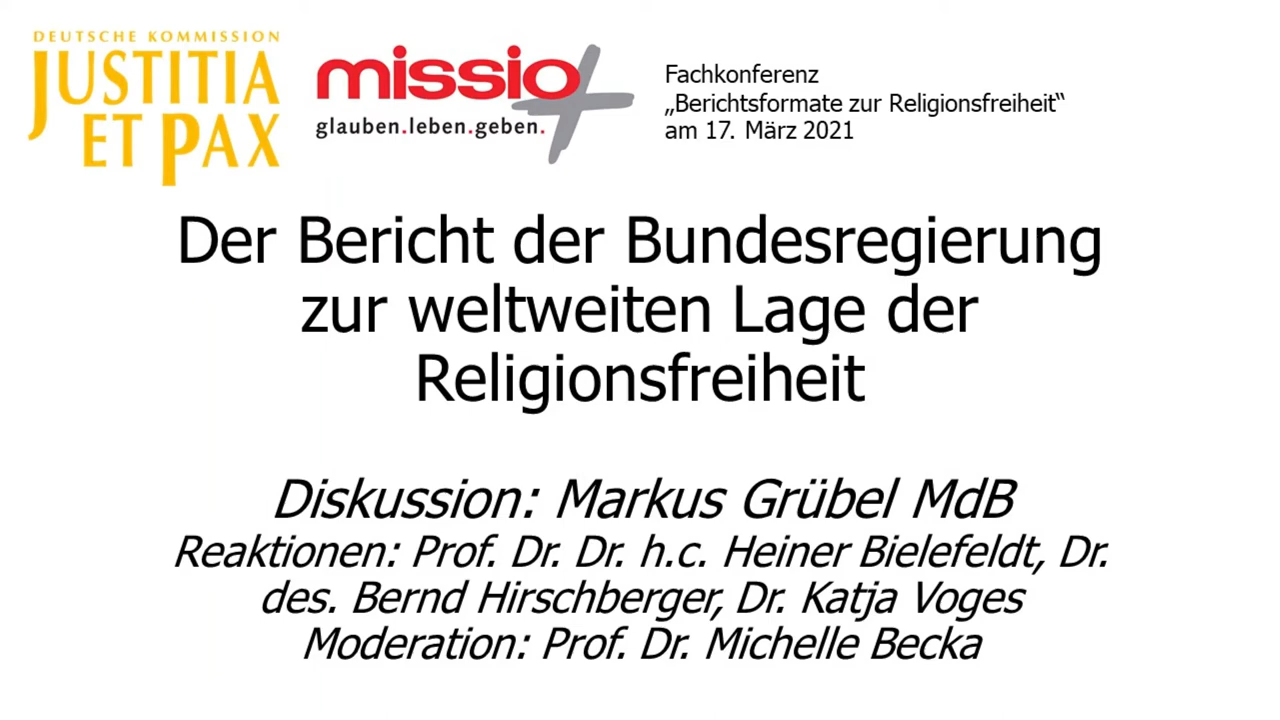 DEUTSCHE KOMMISSION
JUSTITIA
ET PAX
missio
glauben.leben.geben.
Fachkonferenz
„Berichtsformate zur Religionsfreiheit“
am 17. März 2021
Der Bericht der Bundesregierung
zur weltweiten Lage der
Religionsfreiheit
Diskussion: Markus Grübel MdB
Reaktionen: Prof. Dr. Dr. h.c. Heiner Bielefeldt, Dr.
des. Bernd Hirschberger, Dr. Katja Voges
Moderation: Prof. Dr. Michelle Becka